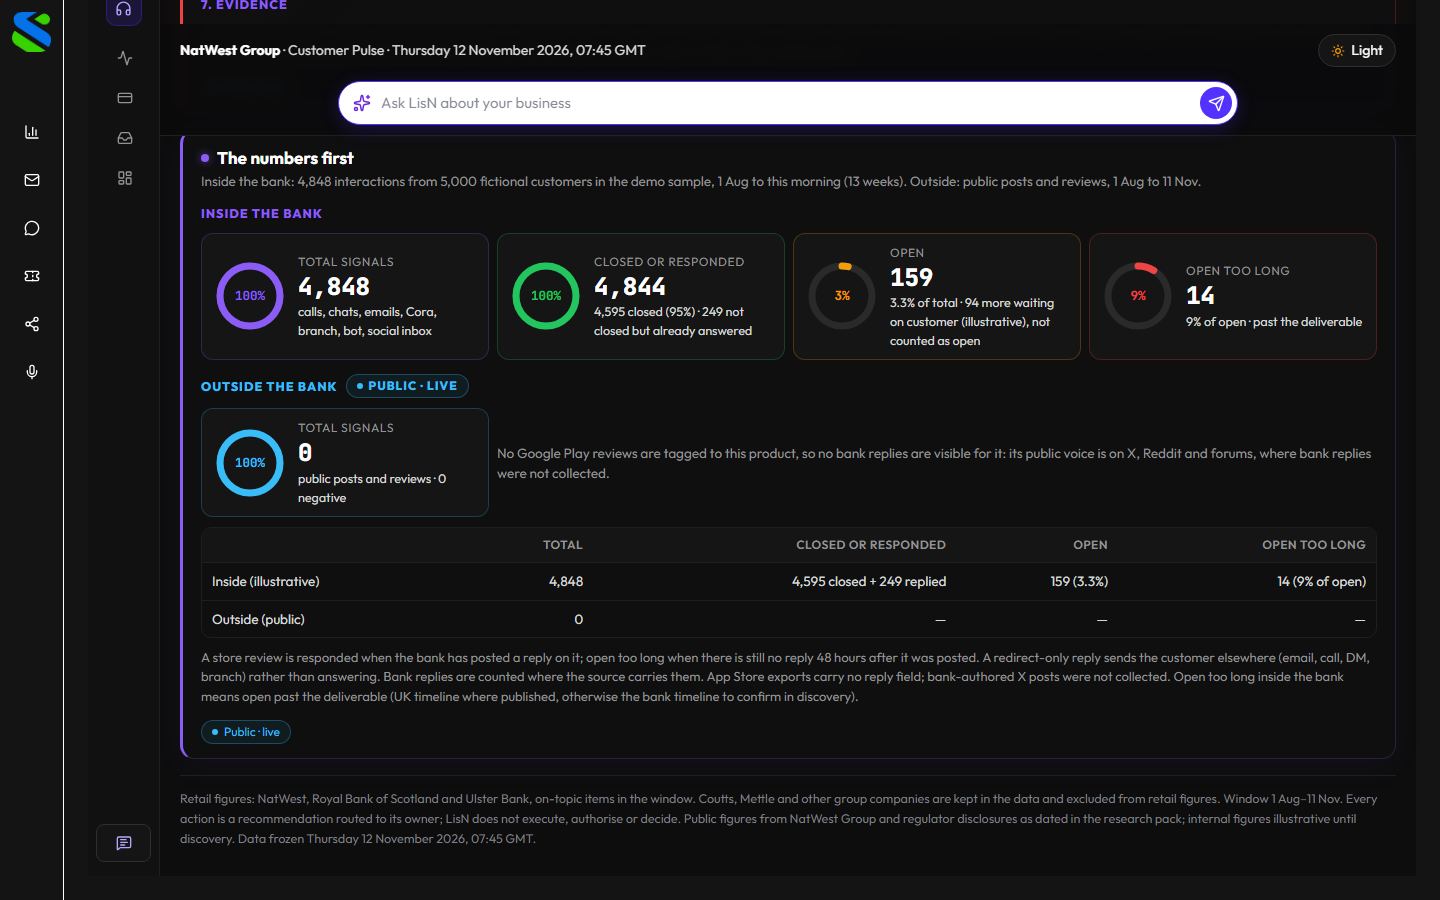 7. EVIDENCE
NatWest Group · Customer Pulse · Thursday 12 November 2026, 07:45 GMT
Light
Ask LisN about your business
The numbers first
Inside the bank: 4,848 interactions from 5,000 fictional customers in the demo sample, 1 Aug to this morning (13 weeks). Outside: public posts and reviews, 1 Aug to 11 Nov.
INSIDE THE BANK
100%
TOTAL SIGNALS
4,848
calls, chats, emails, Cora,
branch, bot, social inbox
100%
CLOSED OR RESPONDED
4,844
4,595 closed (95%) · 249 not
closed but already answered
3%
OPEN
159
3.3% of total · 94 more waiting
on customer (illustrative), not
counted as open
9%
OPEN TOO LONG
14
9% of open · past the deliverable
OUTSIDE THE BANK
PUBLIC · LIVE
100%
TOTAL SIGNALS
0
public posts and reviews · 0
negative
No Google Play reviews are tagged to this product, so no bank replies are visible for it: its public voice is on X, Reddit and forums, where bank replies
were not collected.
TOTAL CLOSED OR RESPONDED OPEN OPEN TOO LONG
Inside (illustrative) 4,848 4,595 closed + 249 replied 159 (3.3%) 14 (9% of open)
Outside (public) 0 — — —
A store review is responded when the bank has posted a reply on it; open too long when there is still no reply 48 hours after it was posted. A redirect-only reply sends the customer elsewhere (email, call, DM,
branch) rather than answering. Bank replies are counted where the source carries them. App Store exports carry no reply field; bank-authored X posts were not collected. Open too long inside the bank
means open past the deliverable (UK timeline where published, otherwise the bank timeline to confirm in discovery).
Public · live
Retail figures: NatWest, Royal Bank of Scotland and Ulster Bank, on-topic items in the window. Coutts, Mettle and other group companies are kept in the data and excluded from retail figures. Window 1 Aug–11 Nov. Every
action is a recommendation routed to its owner; LisN does not execute, authorise or decide. Public figures from NatWest Group and regulator disclosures as dated in the research pack; internal figures illustrative until
discovery. Data frozen Thursday 12 November 2026, 07:45 GMT.